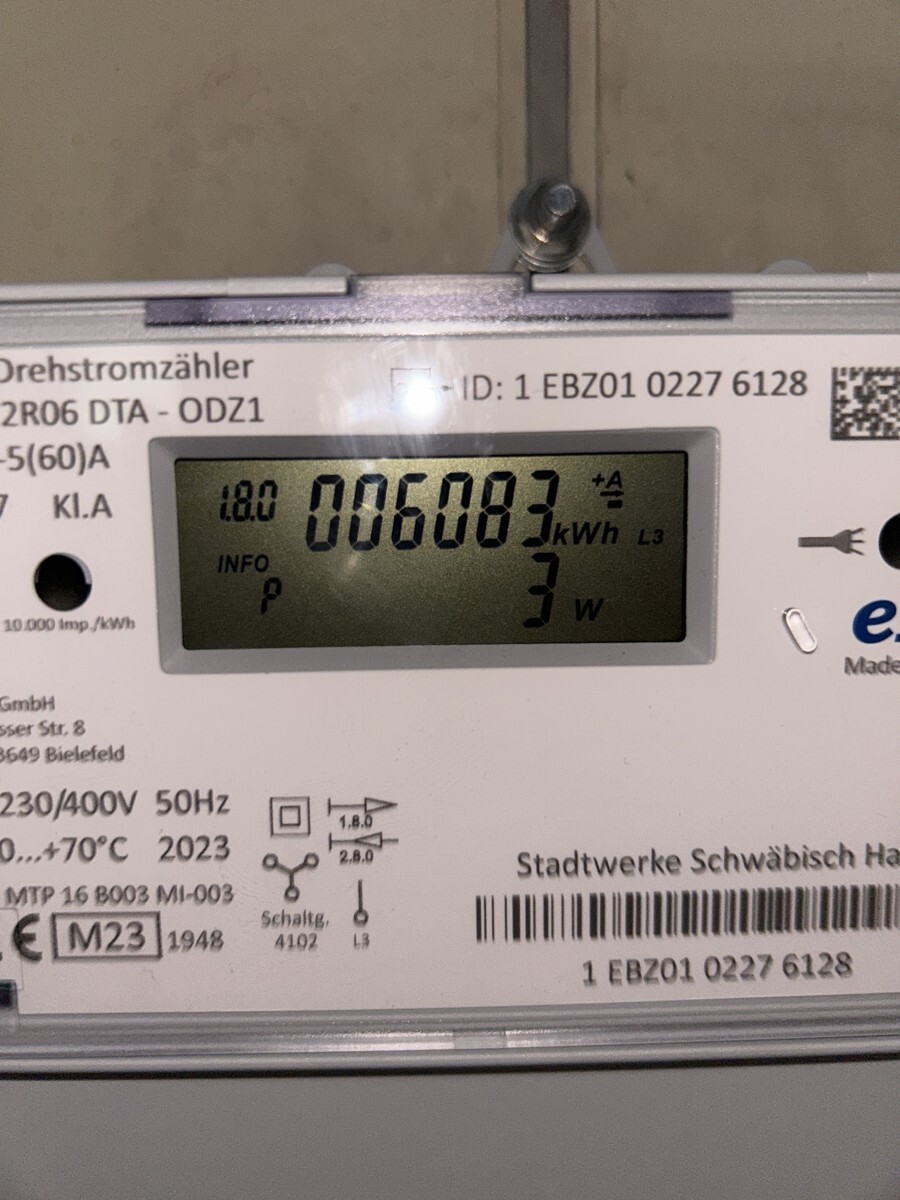 Drehstromzähler
2R06 DTA - ODZ1
-5(60)A
Kl.A
ID: 1 EBZ01 0227 6128
1.8.0 006083 kWh +A L3
INFO
P 3 W
10.000 Imp./kWh
e.
Made
GmbH
sser Str. 8
3649 Bielefeld
230/400V 50Hz
0...+70°C 2023
MTP 16 B003 MI-003
CE M23 1948
1.8.0
2.8.0
Schaltg.
4102
L3
Stadtwerke Schwäbisch Ha
1 EBZ01 0227 6128